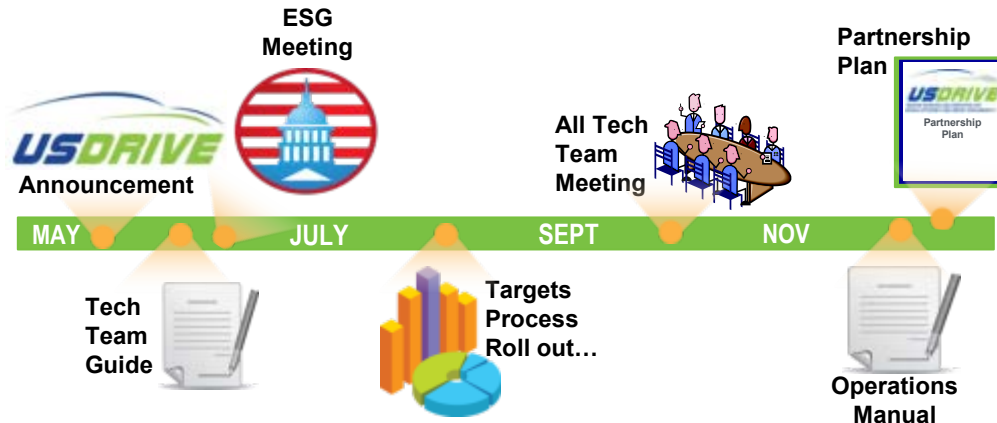 ESG
Meeting
Partnership
Plan
USDRIVE
Announcement
All Tech
Team
Meeting
USDRIVE
Partnership
Plan
MAY
JULY
SEPT
NOV
Tech
Team
Guide
Targets
Process
Roll out…
Operations
Manual